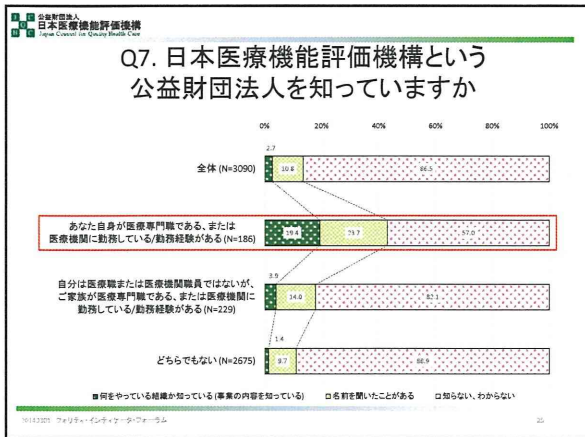 公益財団法人
日本医療機能評価機構
Japan Council for Quality Health Care
Q7. 日本医療機能評価機構という
公益財団法人を知っていますか
0% 20% 40% 60% 80% 100%
2.7
全体 (N=3090) 10.8 86.5
あなた自身が医療専門職である、または
医療機関に勤務している/勤務経験がある (N=186) 19.4 23.7 57.0
3.9
自分は医療職または医療機関職員ではないが、
ご家族が医療専門職である、または医療機関に
勤務している/勤務経験がある (N=229) 14.0 82.1
1.4
どちらでもない (N=2675) 8.7 89.9
■何をやっている組織か知っている (事業の内容を知っている) □名前を聞いたことがある □知らない、わからない
クオリティ・インディケータ・フォーラム
25